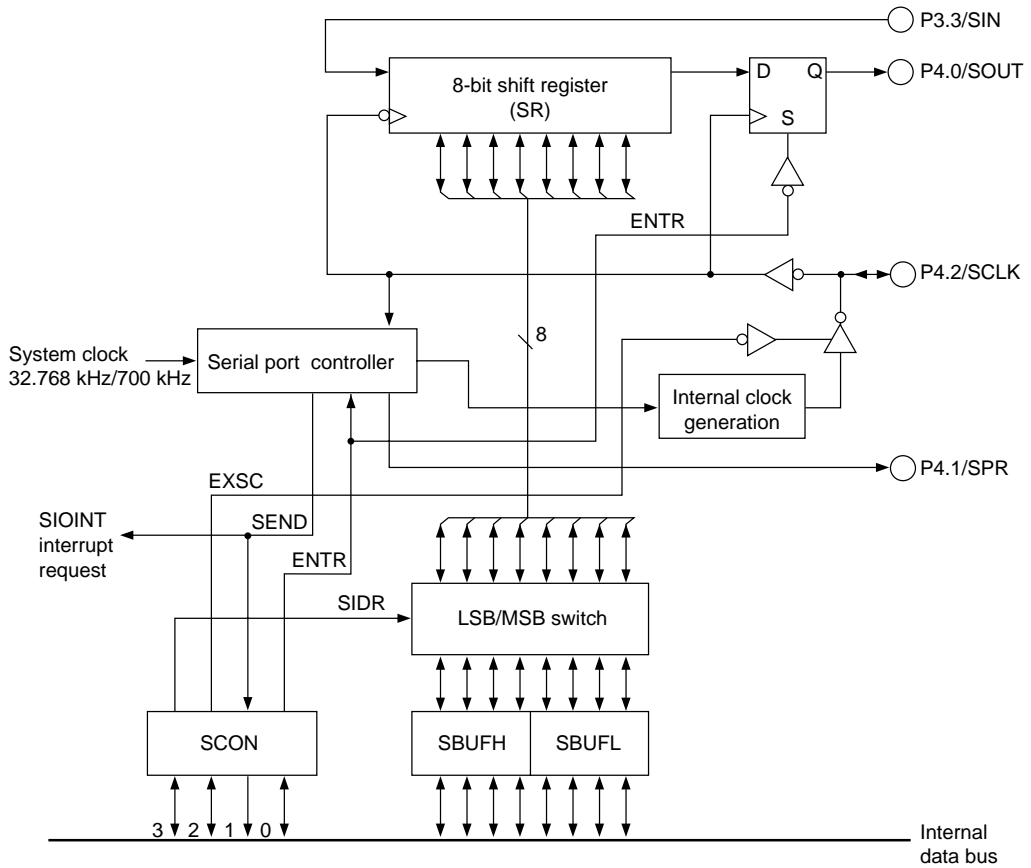 P3.3/SIN
8-bit shift register
(SR)
D Q
S
P4.0/SOUT
ENTR
P4.2/SCLK
8
System clock
32.768 kHz/700 kHz
Serial port controller
Internal clock
generation
P4.1/SPR
EXSC
SEND
SIOINT
interrupt
request
ENTR
SIDR
LSB/MSB switch
SCON
SBUFH
SBUFL
3 2 1 0
Internal
data bus